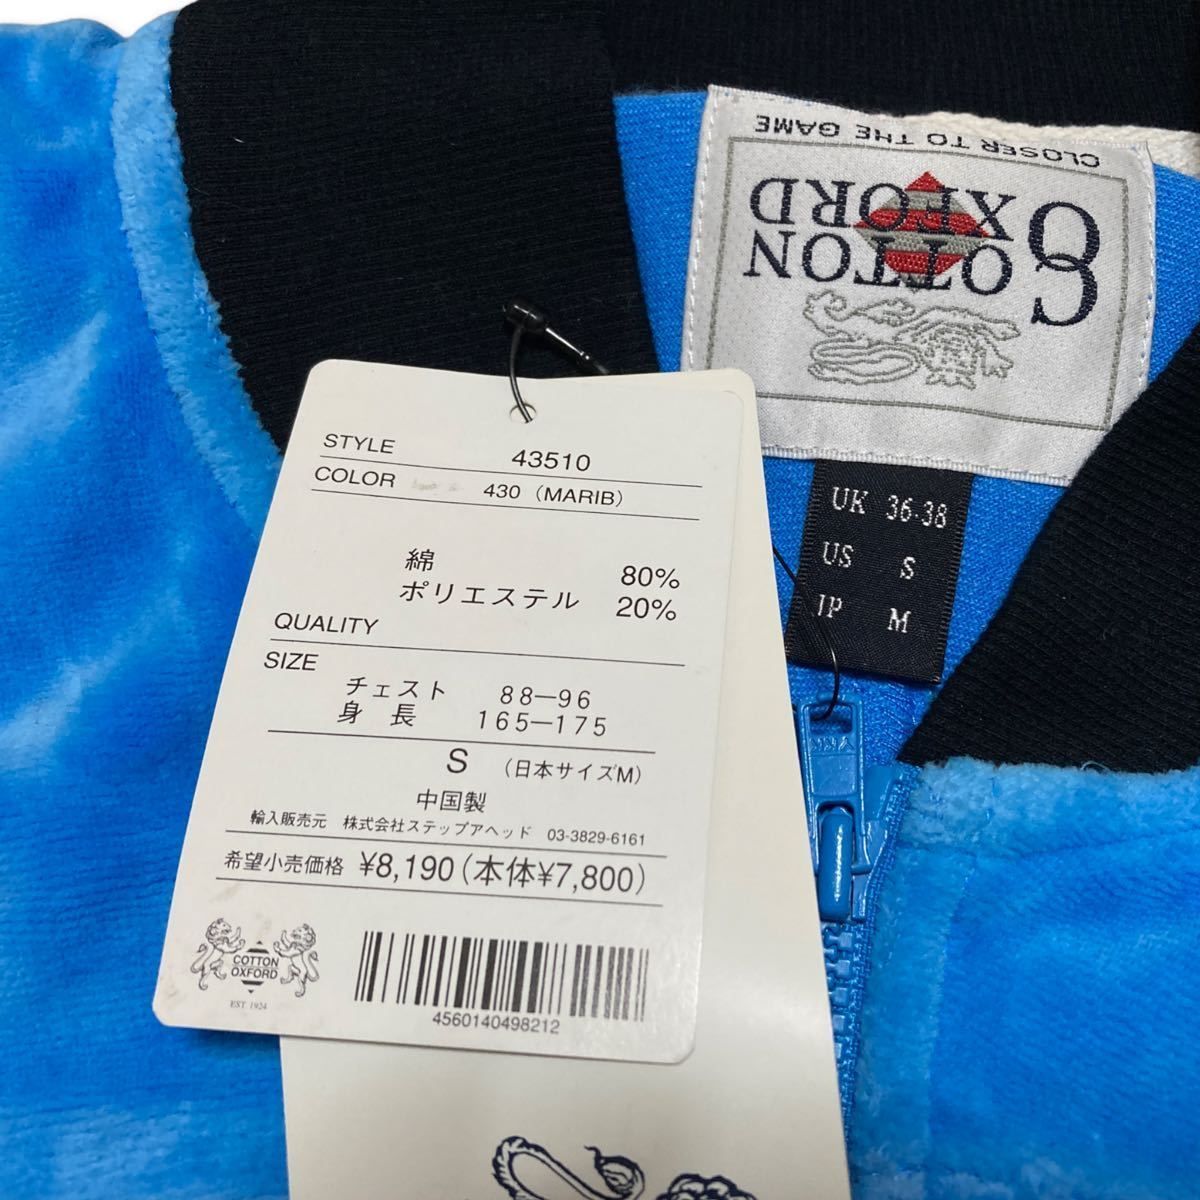 CLOSER TO THE GAME
COTTON
OXFORD
UK 36-38
US S
JP M
YKK
STYLE 43510
COLOR 430 (MARIB)
綿 80%
ポリエステル 20%
QUALITY
SIZE
チェスト 88—96
身長 165—175
S (日本サイズM)
中国製
輸入販売元 株式会社ステップアヘッド 03-3829-6161
希望小売価格 ¥8,190(本体¥7,800)
COTTON
OXFORD
EST. 1924
4560140498212